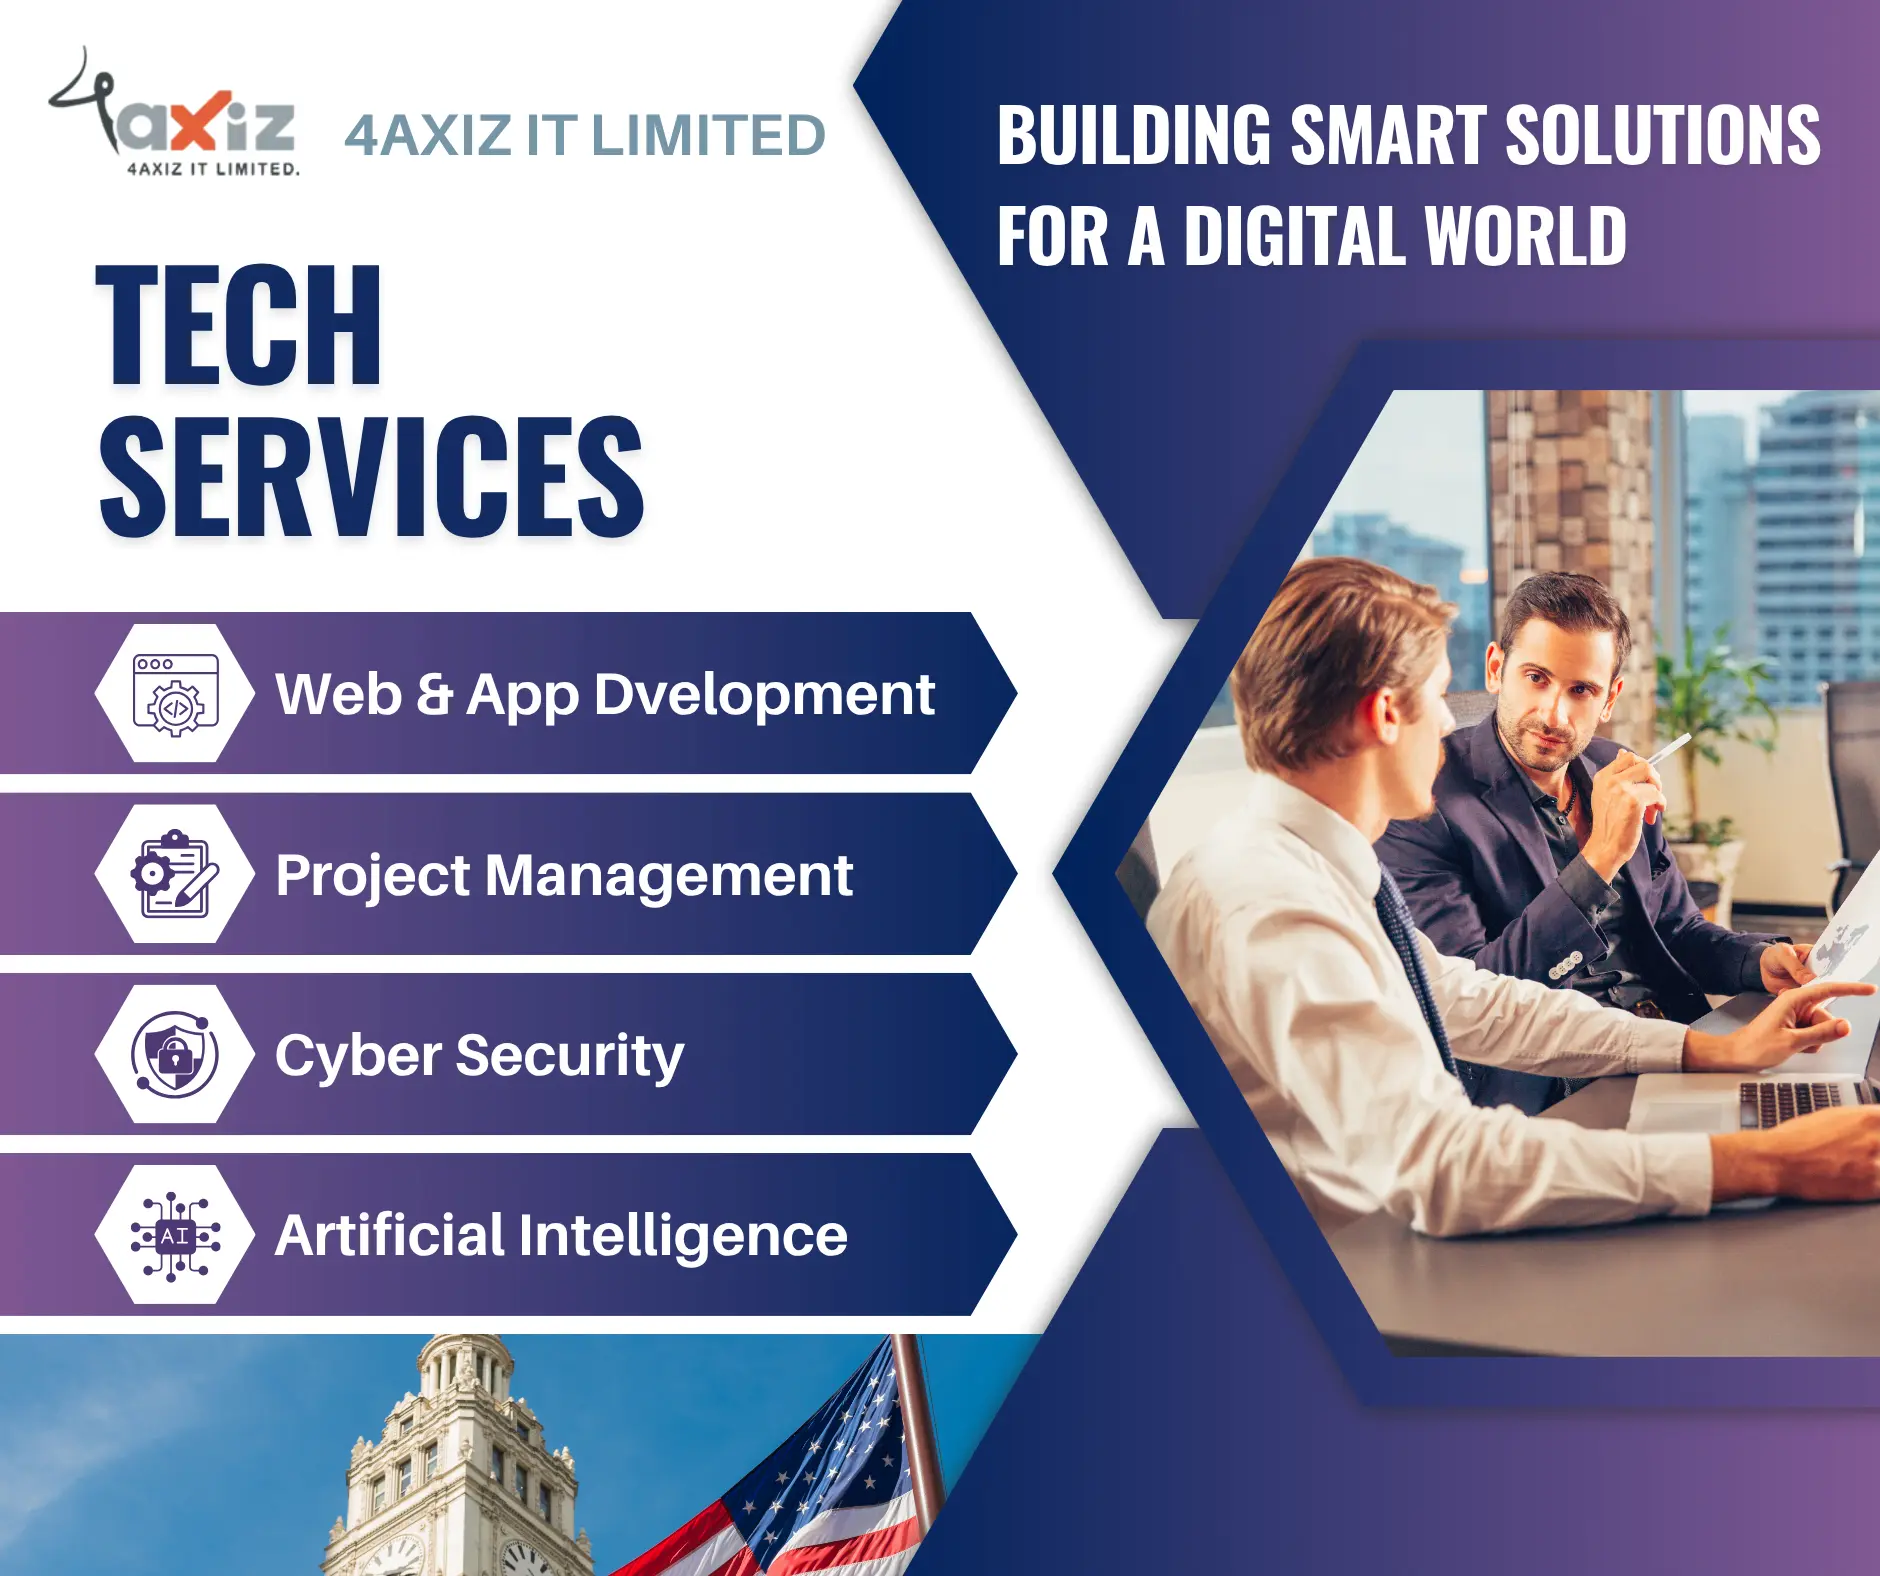 4axiz
4AXIZ IT LIMITED.
4AXIZ IT LIMITED
BUILDING SMART SOLUTIONS
FOR A DIGITAL WORLD
TECH
SERVICES
Web & App Dvelopment
Project Management
Cyber Security
AI
Artificial Intelligence